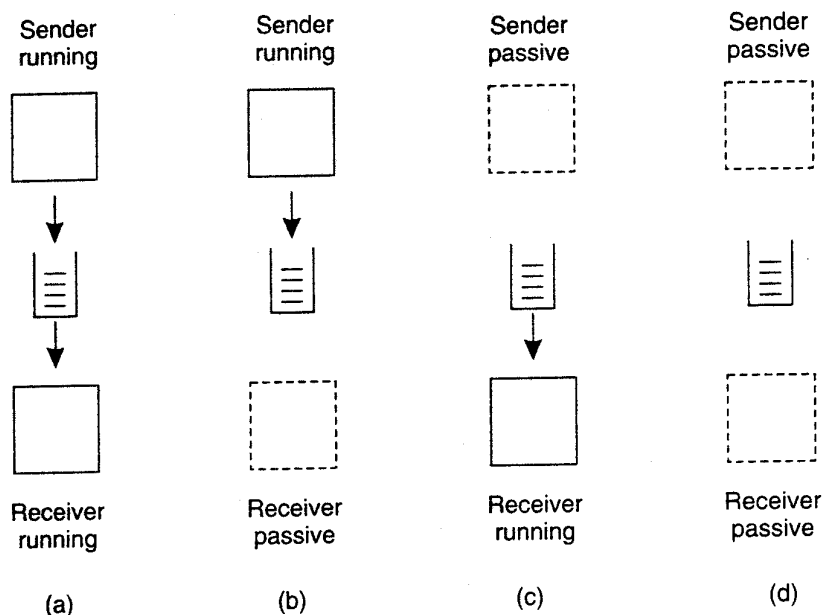 Sender
running
Sender
running
Sender
passive
Sender
passive
Receiver
running
Receiver
passive
Receiver
running
Receiver
passive
(a)
(b)
(c)
(d)